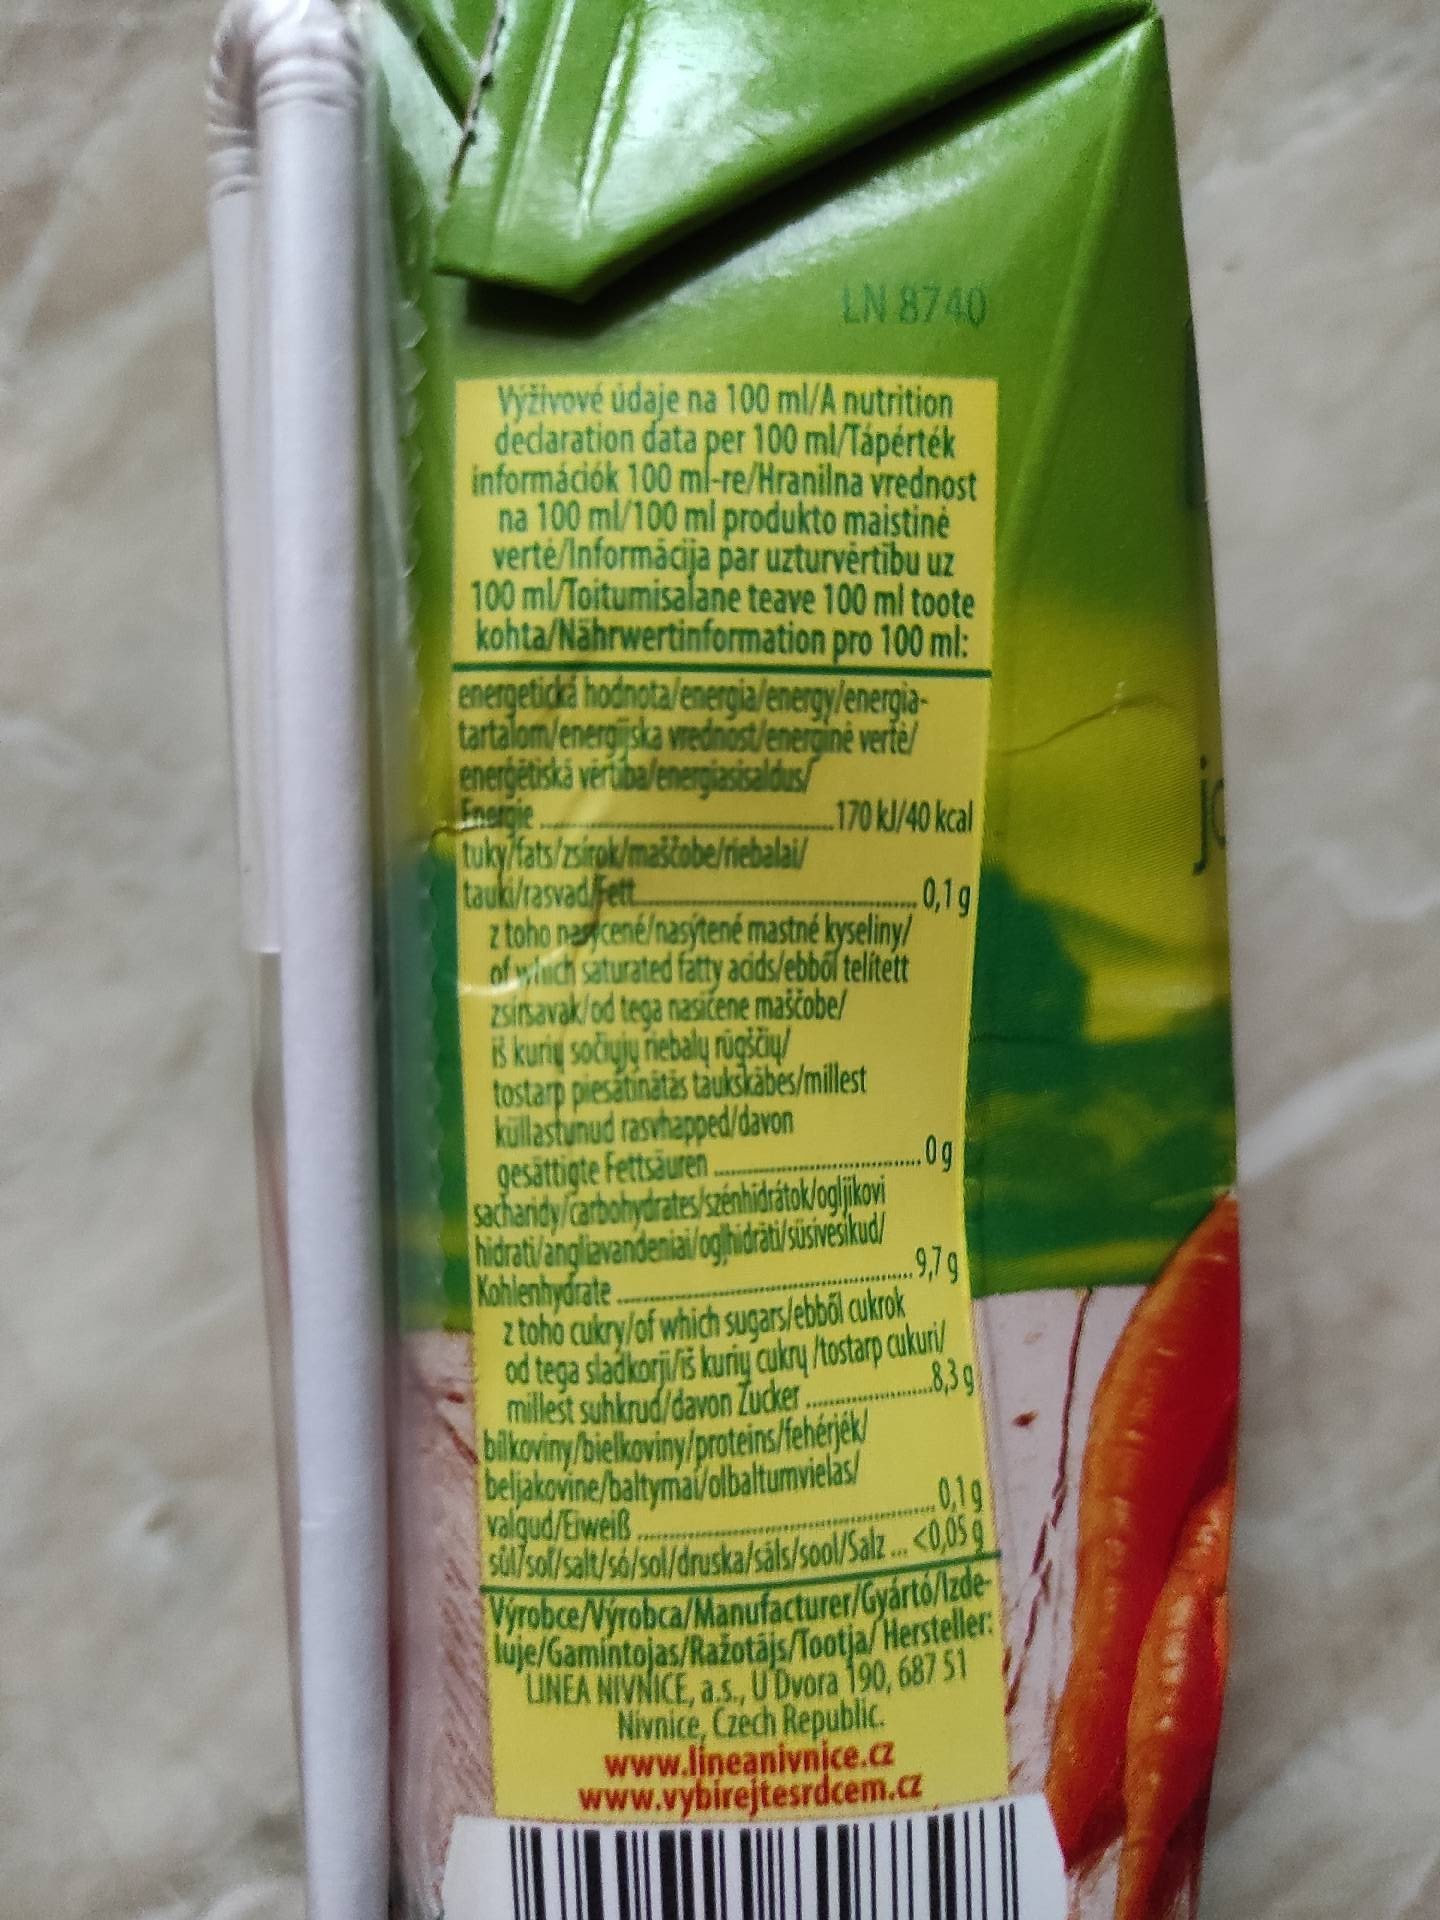 LN 8740
Výživové údaje na 100 ml/A nutrition
declaration data per 100 ml/Tápérték
információk 100 ml-re/Hranilna vrednost
na 100 ml/100 ml produkto maistinė
vertė/Informācija par uzturvērtību uz
100 ml/Toitumisalane teave 100 ml toote
kohta/Nährwertinformation pro 100 ml:
energetická hodnota/energia/energy/energia-
tartalom/energijska vrednost/energinė vertė/
enerģētiskā vērtība/energiasisaldus/
Energie ... 170 kJ/40 kcal
tuky/fats/zsírok/maščobe/riebalai/
tauki/rasvad/Fett ... 0,1 g
z toho nasycené/nasýtené mastné kyseliny/
of which saturated fatty acids/ebből telített
zsírsavak/od tega nasičene maščobe/
iš kurių sočiųjų riebalų rūgščių/
tostarp piesātinātās taukskābes/millest
küllastunud rasvhapped/davon
gesättigte Fettsäuren ... 0 g
sacharidy/carbohydrates/szénhidrátok/ogljikovi
hidrati/angliavandeniai/ogļhidrāti/süsivesikud/
Kohlenhydrate ... 9,7 g
z toho cukry/of which sugars/ebből cukrok
od tega sladkorji/iš kurių cukrų /tostarp cukuri/
millest suhkrud/davon Zucker ... 8,3 g
bílkoviny/bielkoviny/proteins/fehérjék/
beljakovine/baltymai/olbaltumvielas/
valgud/Eiweiß ... 0,1 g
sůl/soľ/salt/só/sol/druska/sāls/sool/Salz ... <0,05 g
Výrobce/Výrobca/Manufacturer/Gyártó/Izde-
luje/Gamintojas/Ražotājs/Tootja/ Hersteller:
LINEA NIVNICE, a.s., U Dvora 190, 687 51
Nivnice, Czech Republic.
www.lineanivnice.cz
www.vybirejtesrdcem.cz